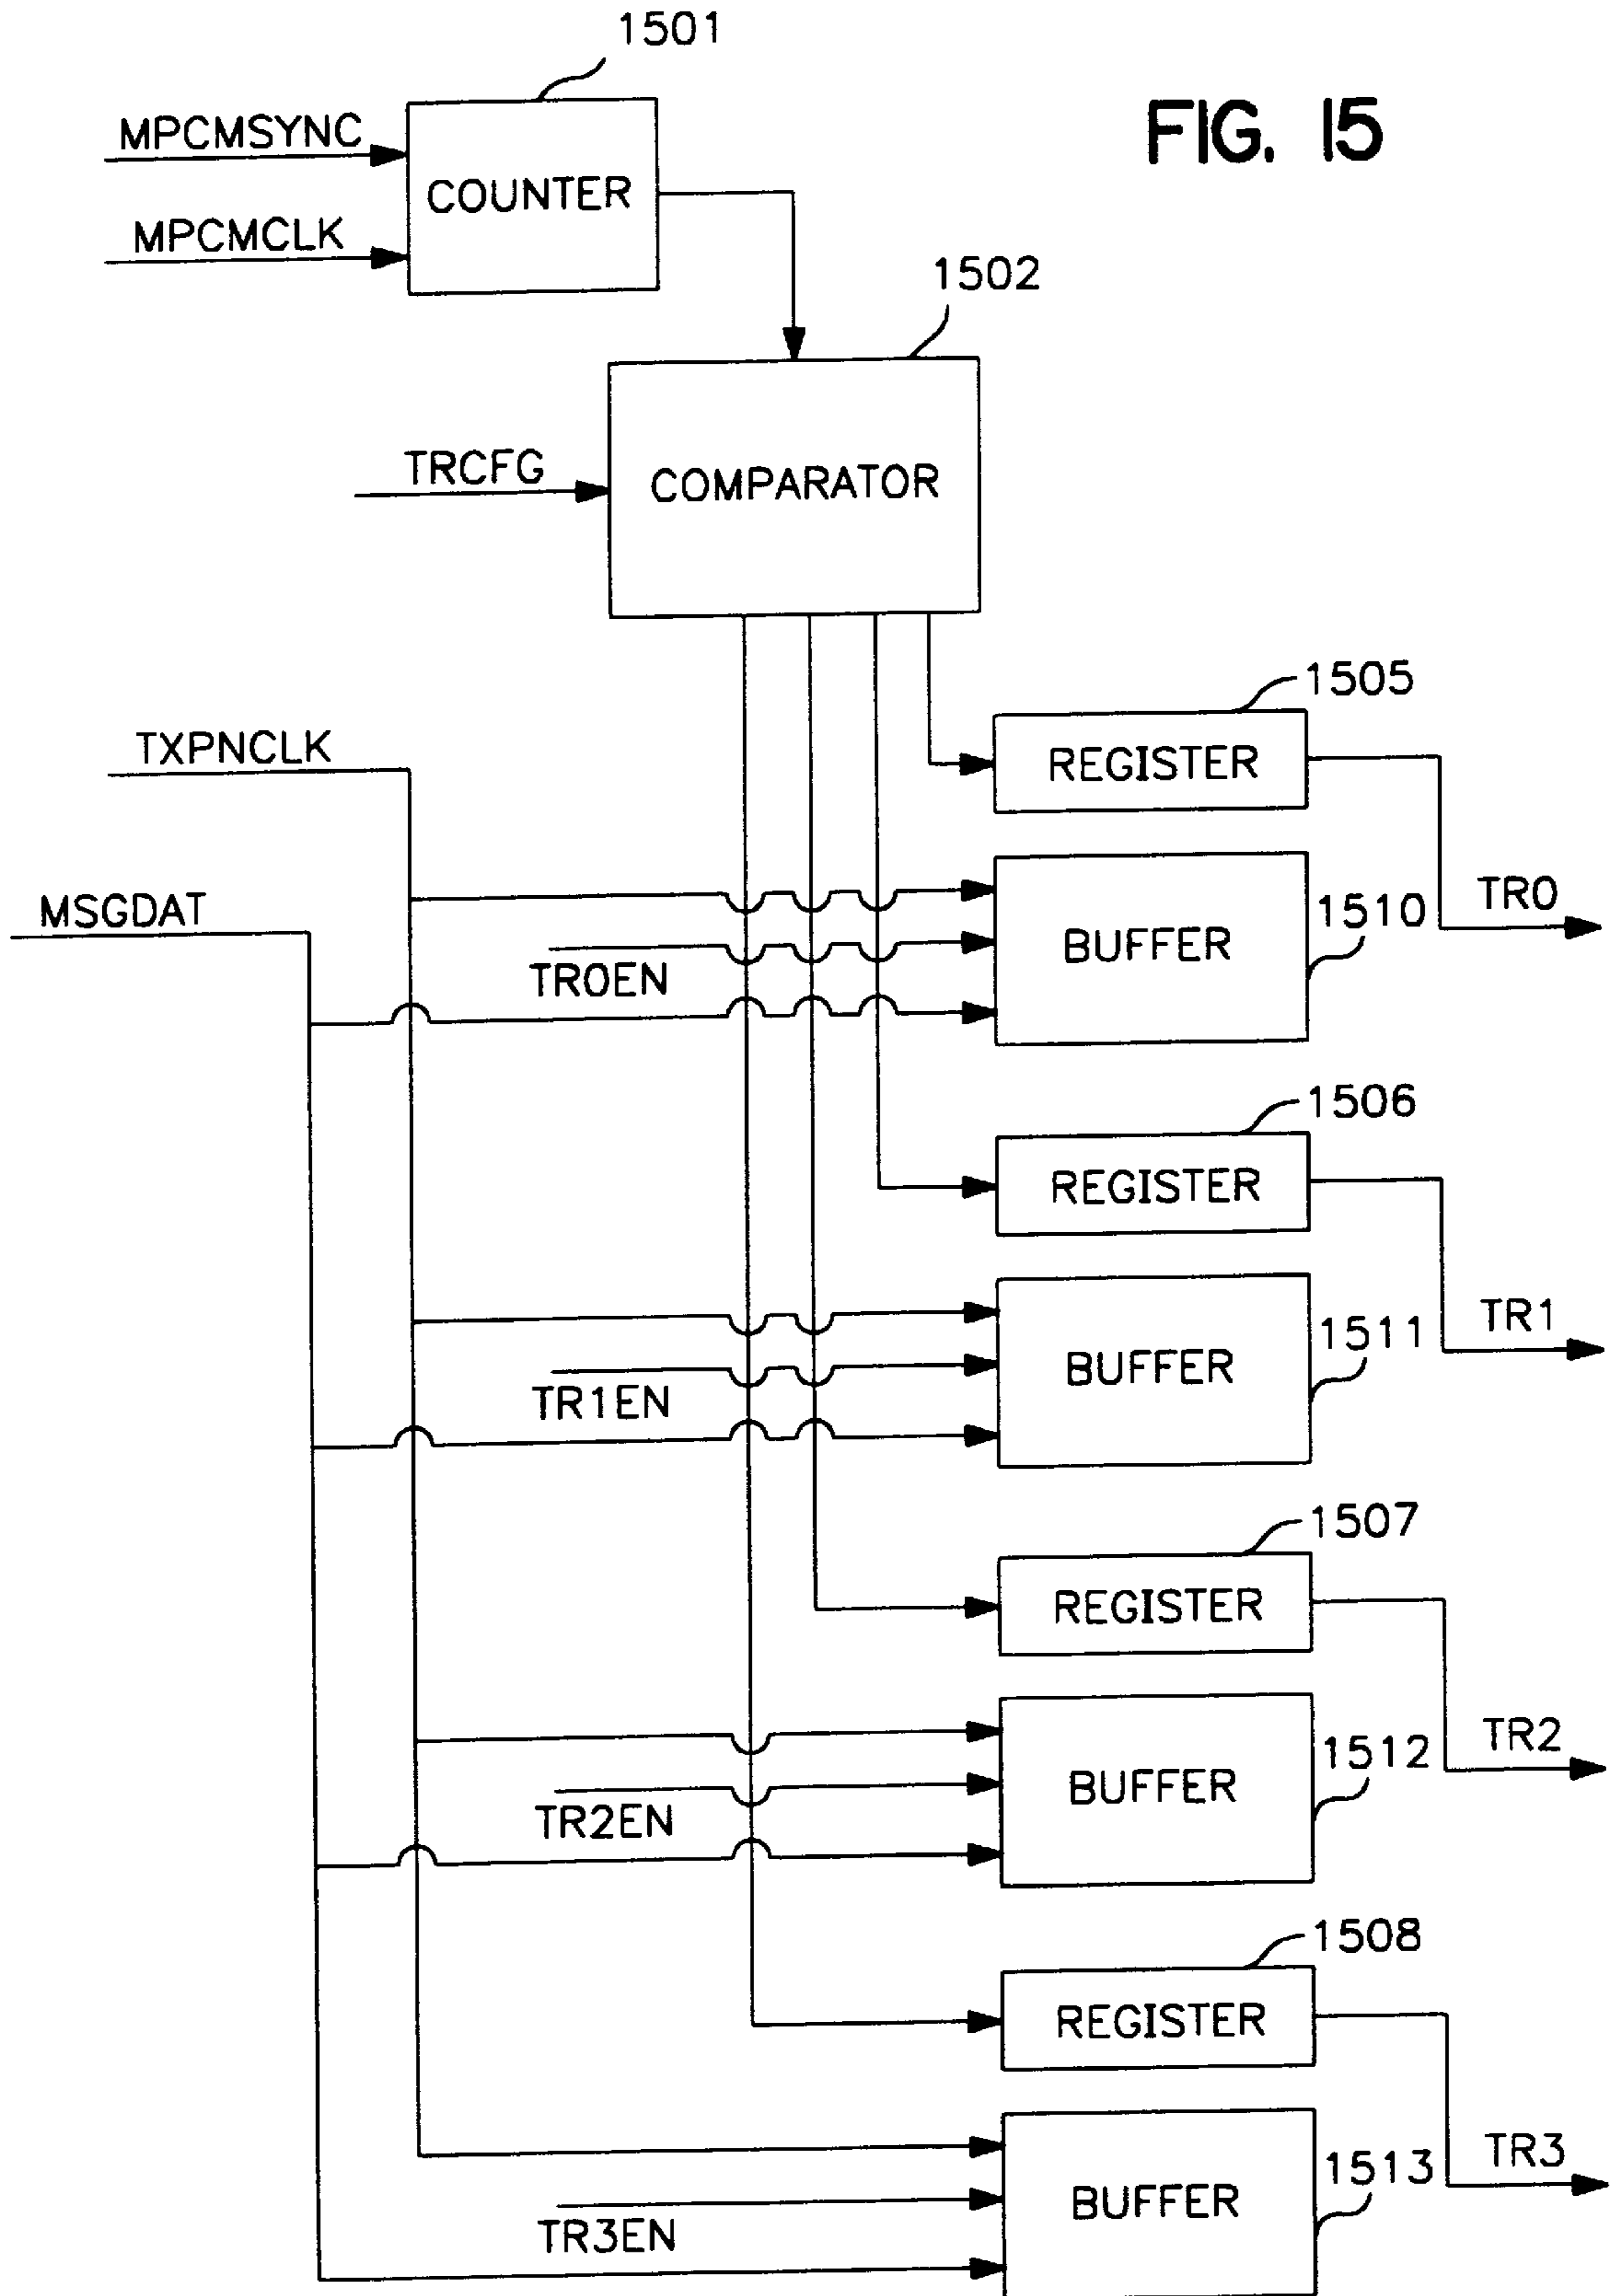 1501
FIG. 15
MPCMSYNC
COUNTER
MPCMCLK
1502
TRCFG
COMPARATOR
1505
TXPNCLK
REGISTER
MSGDAT
TR0
1510
BUFFER
TR0EN
1506
REGISTER
TR1
1511
BUFFER
TR1EN
1507
REGISTER
TR2
1512
BUFFER
TR2EN
1508
REGISTER
TR3
1513
BUFFER
TR3EN